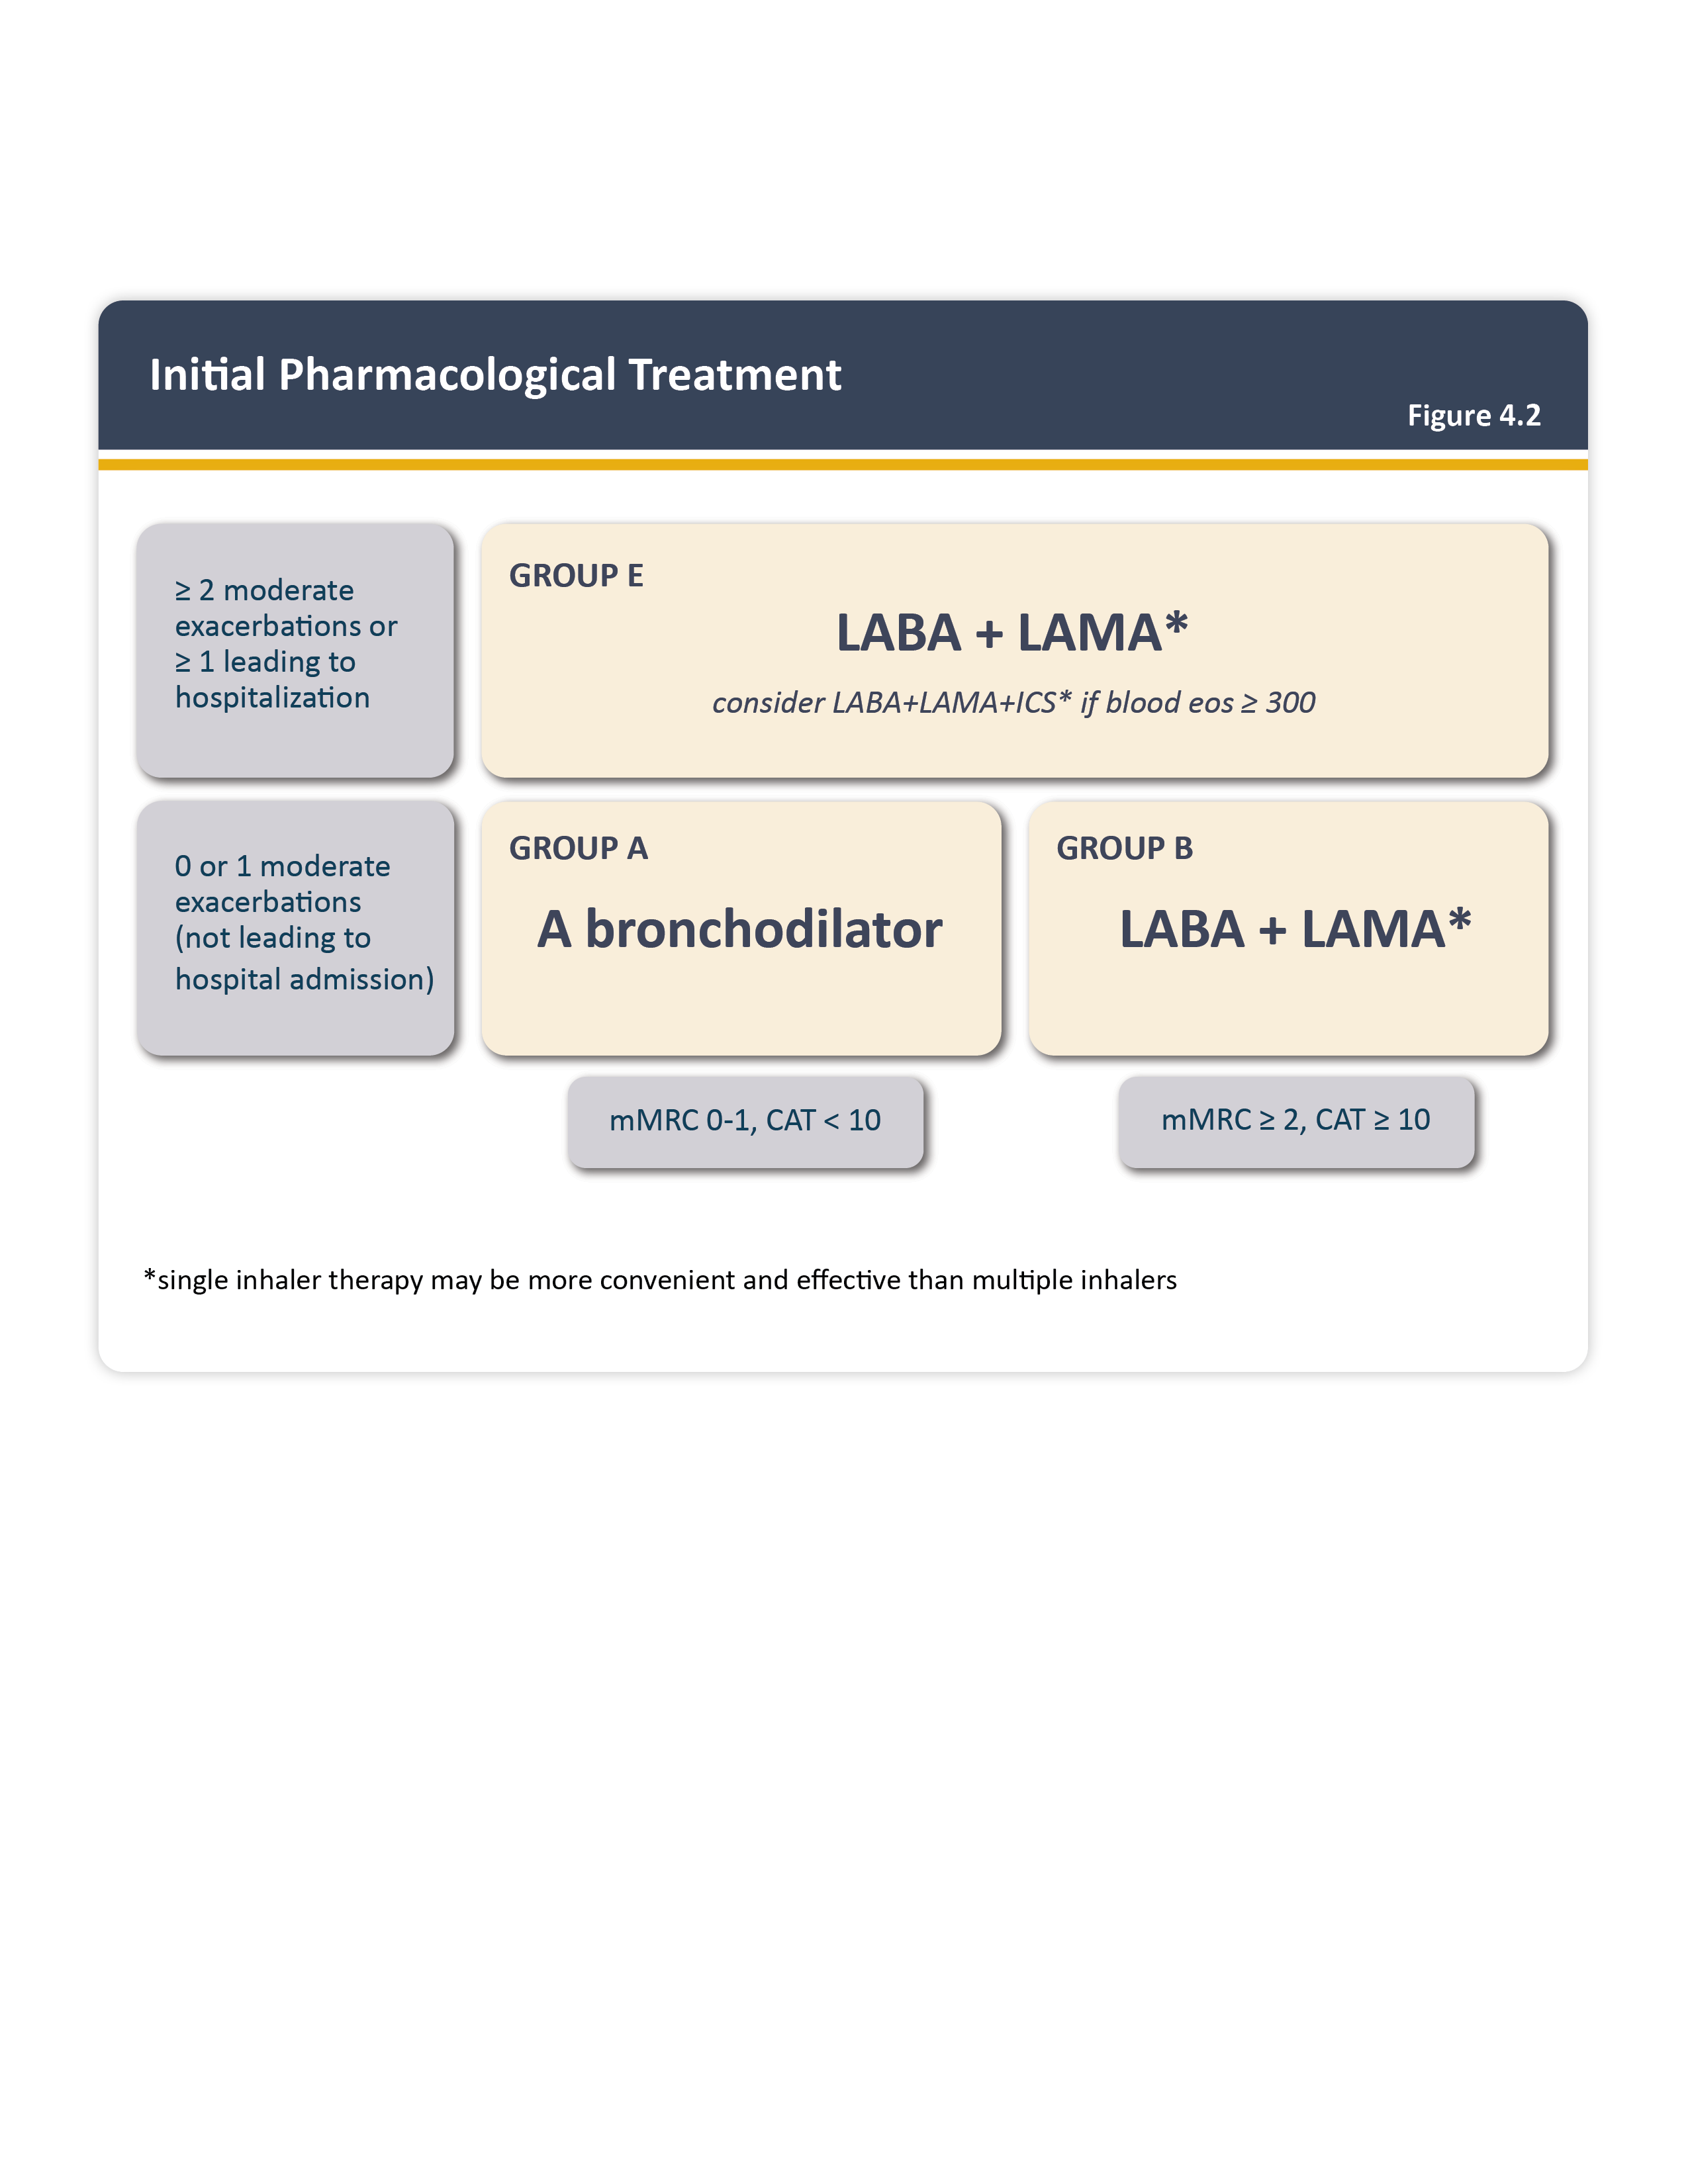 Initial Pharmacological Treatment
Figure 4.2
≥ 2 moderate
exacerbations or
≥ 1 leading to
hospitalization
GROUP E
LABA + LAMA*
consider LABA+LAMA+ICS* if blood eos ≥ 300
0 or 1 moderate
exacerbations
(not leading to
hospital admission)
GROUP A
A bronchodilator
GROUP B
LABA + LAMA*
mMRC 0-1, CAT < 10
mMRC ≥ 2, CAT ≥ 10
*single inhaler therapy may be more convenient and effective than multiple inhalers